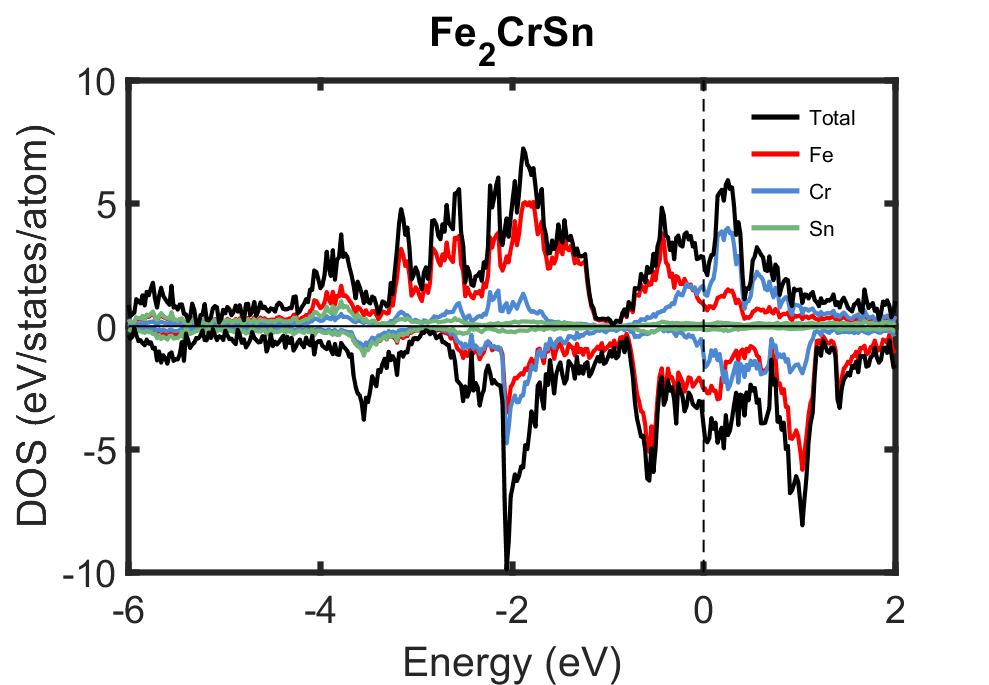 Fe₂CrSn
10
5
0
-5
-10
DOS (eV/states/atom)
Total
Fe
Cr
Sn
-6 -4 -2 0 2
Energy (eV)